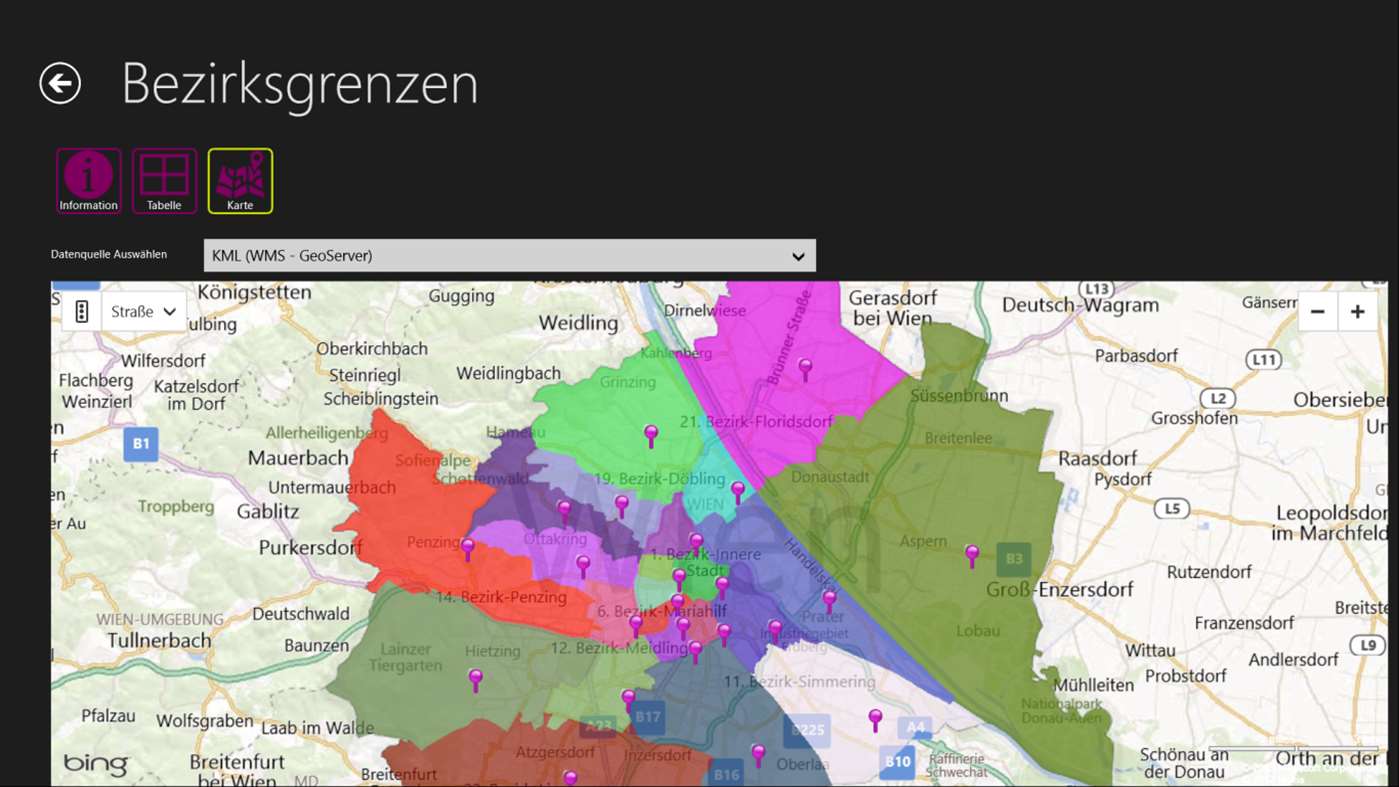 Bezirksgrenzen
Information
Tabelle
Karte
Datenquelle Auswählen
KML (WMS - GeoServer)
Straße
Königstetten
Gugging
Dirnelwiese
Brünner Straße
Gerasdorf
bei Wien
L13
Deutsch-Wagram
Weidling
Kahlenberg
Oberkirchbach
Steinriegl
Scheiblingstein
Wilfersdorf
Flachberg
Weinzierl
Katzelsdorf
im Dorf
Weidlingbach
Grinzing
Parbasdorf
L11
L2
Grosshofen
Süssenbrunn
21. Bezirk-Floridsdorf
Breitenlee
B1
Allerheiligenberg
Hameau
Mauerbach
Sofienalpe
Schottenwald
19. Bezirk-Döbling
Donaustadt
Raasdorf
Pysdorf
Untermauerbach
Troppberg
Gablitz
WIEN
Wien
L5
Leopoldsdor
im Marchfeld
er Au
Purkersdorf
Penzing
Ottakring
1. Bezirk-Innere
Stadt
Handelskai
Aspern
B3
Rutzendorf
Groß-Enzersdorf
14. Bezirk-Penzing
6. Bezirk-Mariahilf
Prater
WIEN-UMGEBUNG
Tullnerbach
Deutschwald
Baunzen
Lainzer
Tiergarten
Hietzing
12. Bezirk-Meidling
Industriegebiet
Erdberg
Lobau
Franzensdorf
Wittau
Andlersdorf
L9
Probstdorf
Mühlleiten
11. Bezirk-Simmering
Nationalpark
Donau-Auen
Pfalzau
Wolfsgraben
Laab im Walde
A23
B17
B225
A4
Atzgersdorf
Inzersdorf
Oberlaa
B10
Raffinerie
Schwechat
Schönau an
der Donau
Orth an der
bing
Breitenfurt
bei Wien
MD
Breitenfurt
B16